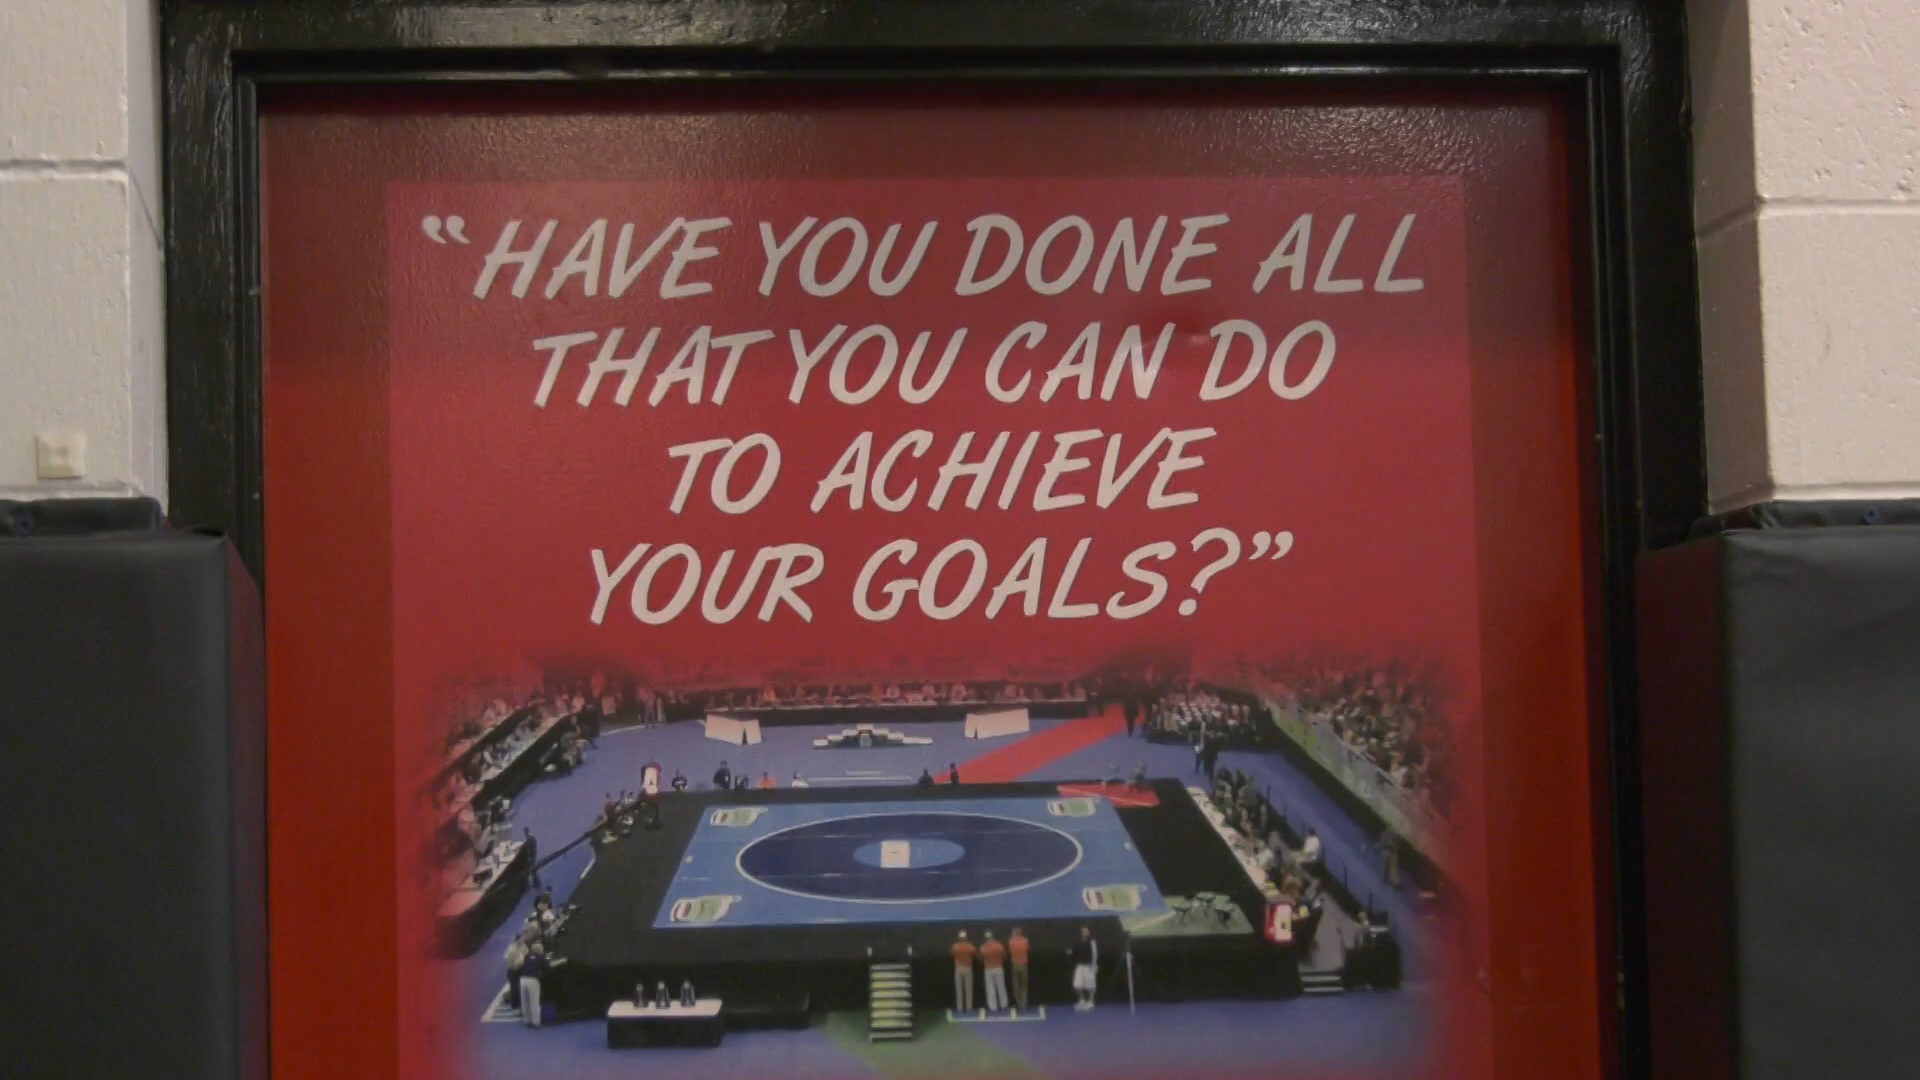 “HAVE YOU DONE ALL
THAT YOU CAN DO
TO ACHIEVE
YOUR GOALS?”